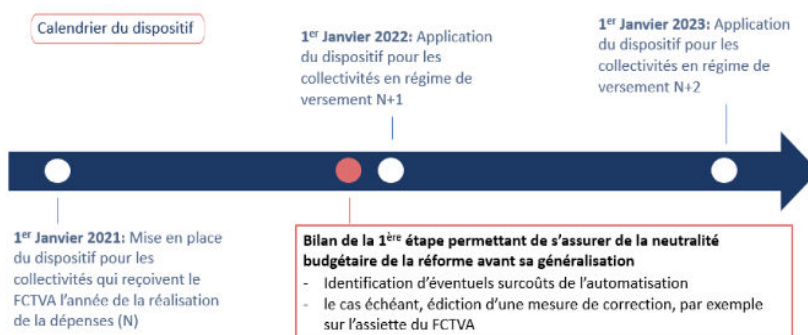 Calendrier du dispositif
1er Janvier 2022: Application
du dispositif pour les
collectivités en régime de
versement N+1
1er Janvier 2023: Application
du dispositif pour les
collectivités en régime de
versement N+2
1er Janvier 2021: Mise en place
du dispositif pour les
collectivités qui reçoivent le
FCTVA l'année de la réalisation
de la dépenses (N)
Bilan de la 1ère étape permettant de s'assurer de la neutralité
budgétaire de la réforme avant sa généralisation
- Identification d'éventuels surcoûts de l'automatisation
- le cas échéant, édiction d'une mesure de correction, par exemple
sur l'assiette du FCTVA